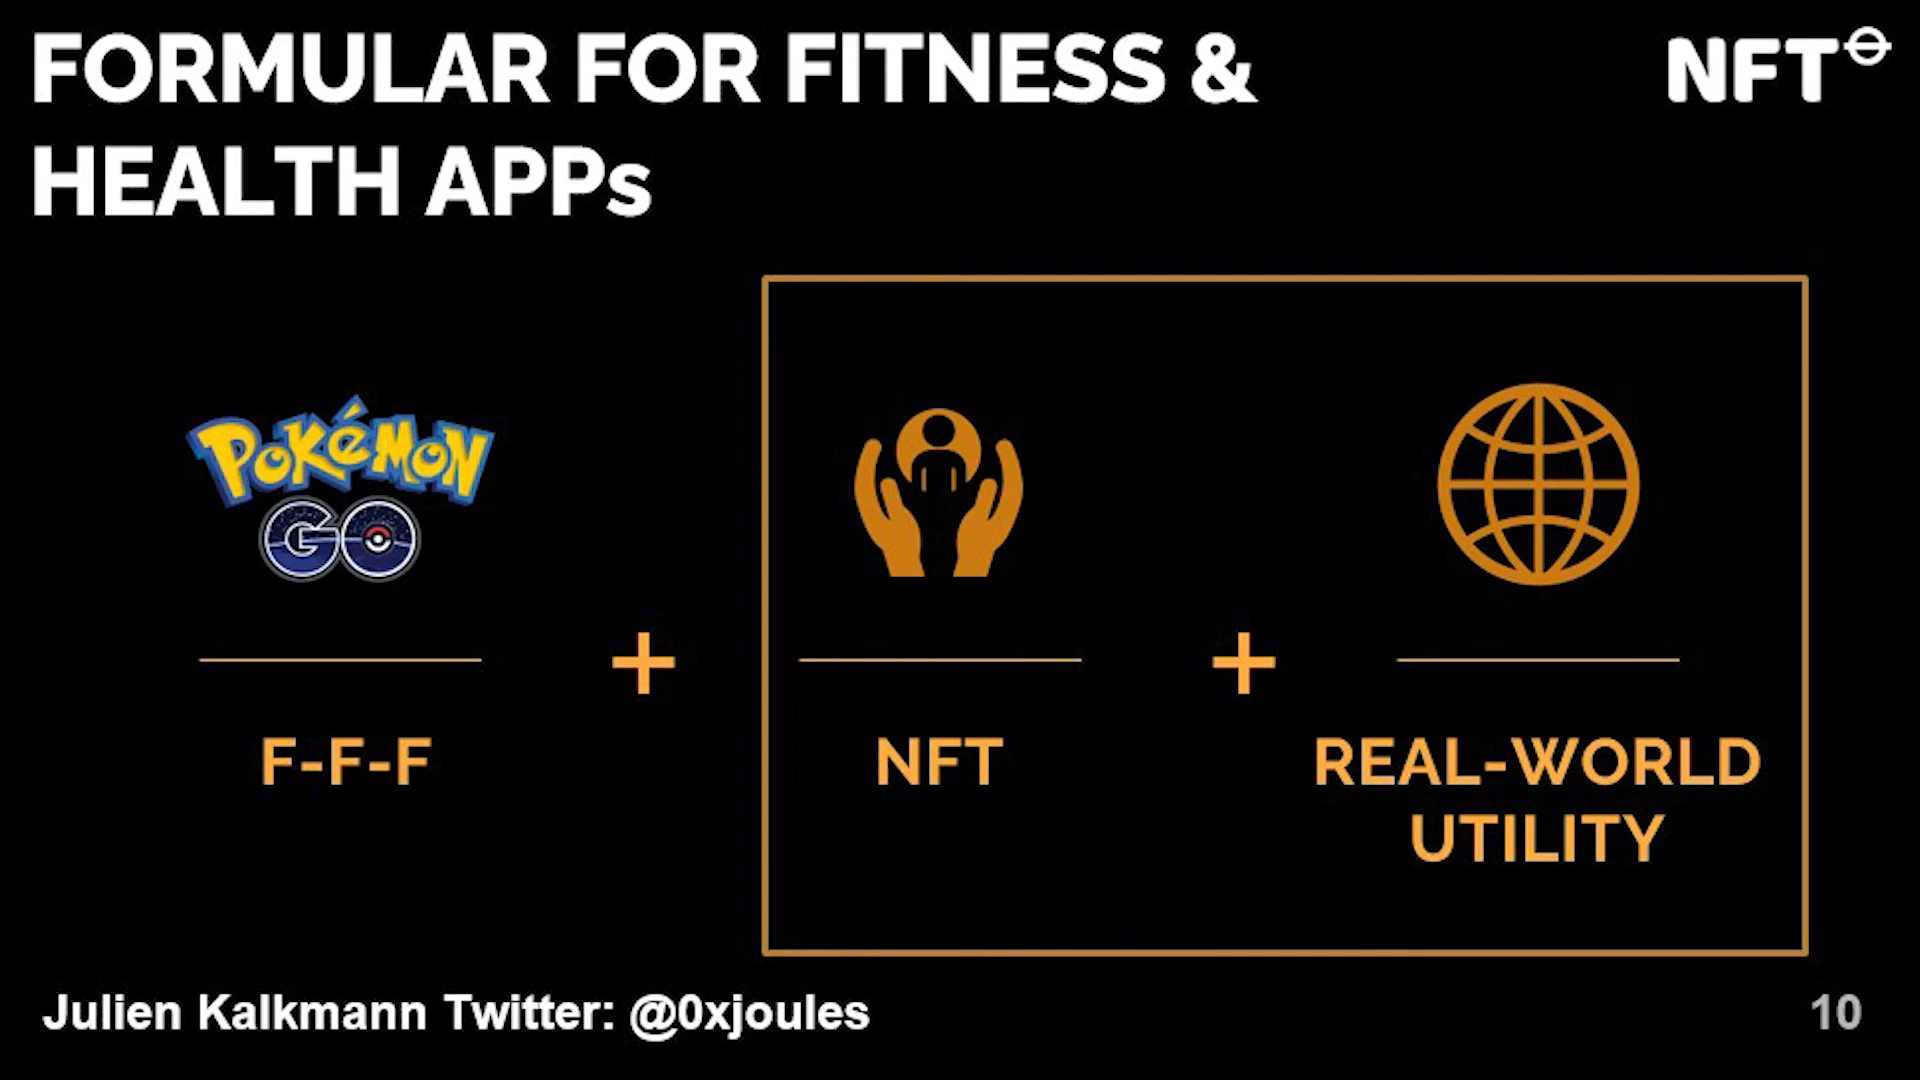 FORMULAR FOR FITNESS &
HEALTH APPs
NFT
POKéMON
GO
F-F-F
+
NFT
+
REAL-WORLD
UTILITY
Julien Kalkmann Twitter: @0xjoules
10